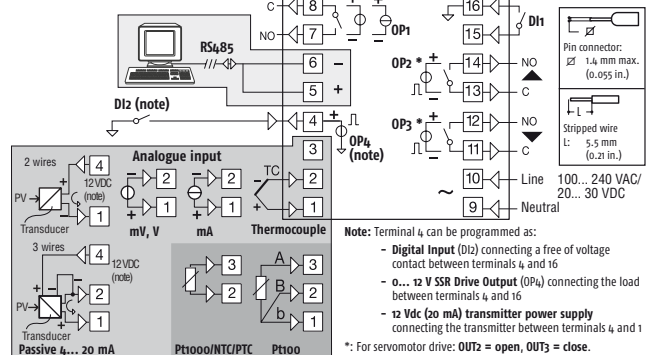 C 8
NO 7
OP1
16
15
DI1
RS485
6 –
5 +
OP2 *
14 NO
13 C
Pin connector:
1.4 mm max.
(0.055 in.)
DI2 (note)
4
OP4
(note)
OP3 *
12 NO
11 C
L
Stripped wire
L: 5.5 mm
(0.21 in.)
~
10 Line
9 Neutral
100... 240 VAC/
20... 30 VDC
Analogue input
2 wires
4
12 VDC
(note)
PV
1
Transducer
2
1
mV, V
2
1
mA
3
TC
2
1
Thermocouple
3 wires
4
12VDC
(note)
PV
2
1
Transducer
Passive 4... 20 mA
3
2
Pt1000/NTC/PTC
A 3
B 2
b 1
Pt100
Note: Terminal 4 can be programmed as:
– Digital Input (DI2) connecting a free of voltage
contact between terminals 4 and 16
– 0... 12 V SSR Drive Output (OP4) connecting the load
between terminals 4 and 16
– 12 Vdc (20 mA) transmitter power supply
connecting the transmitter between terminals 4 and 1
*: For servomotor drive: OUT2 = open, OUT3 = close.